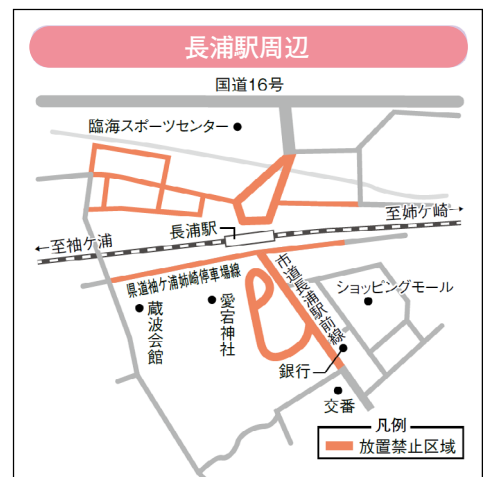 長浦駅周辺
国道16号
臨海スポーツセンター
至姉ケ崎
長浦駅
至袖ケ浦
県道袖ケ浦姉崎停車場線
市道長浦駅前線
ショッピングモール
蔵波会館
愛宕神社
銀行
交番
凡例
放置禁止区域